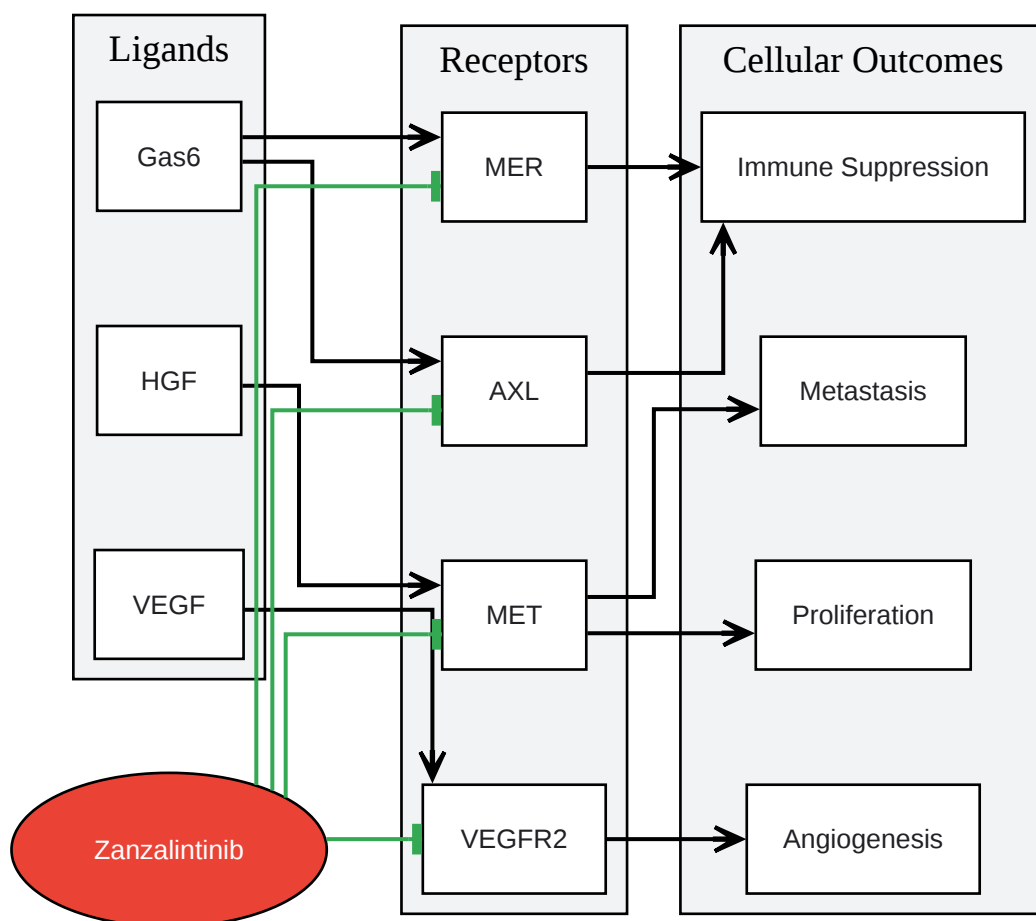 Ligands
Receptors
Cellular Outcomes
Gas6
MER
Immune Suppression
HGF
AXL
Metastasis
VEGF
MET
Proliferation
Zanzalintinib
VEGFR2
Angiogenesis